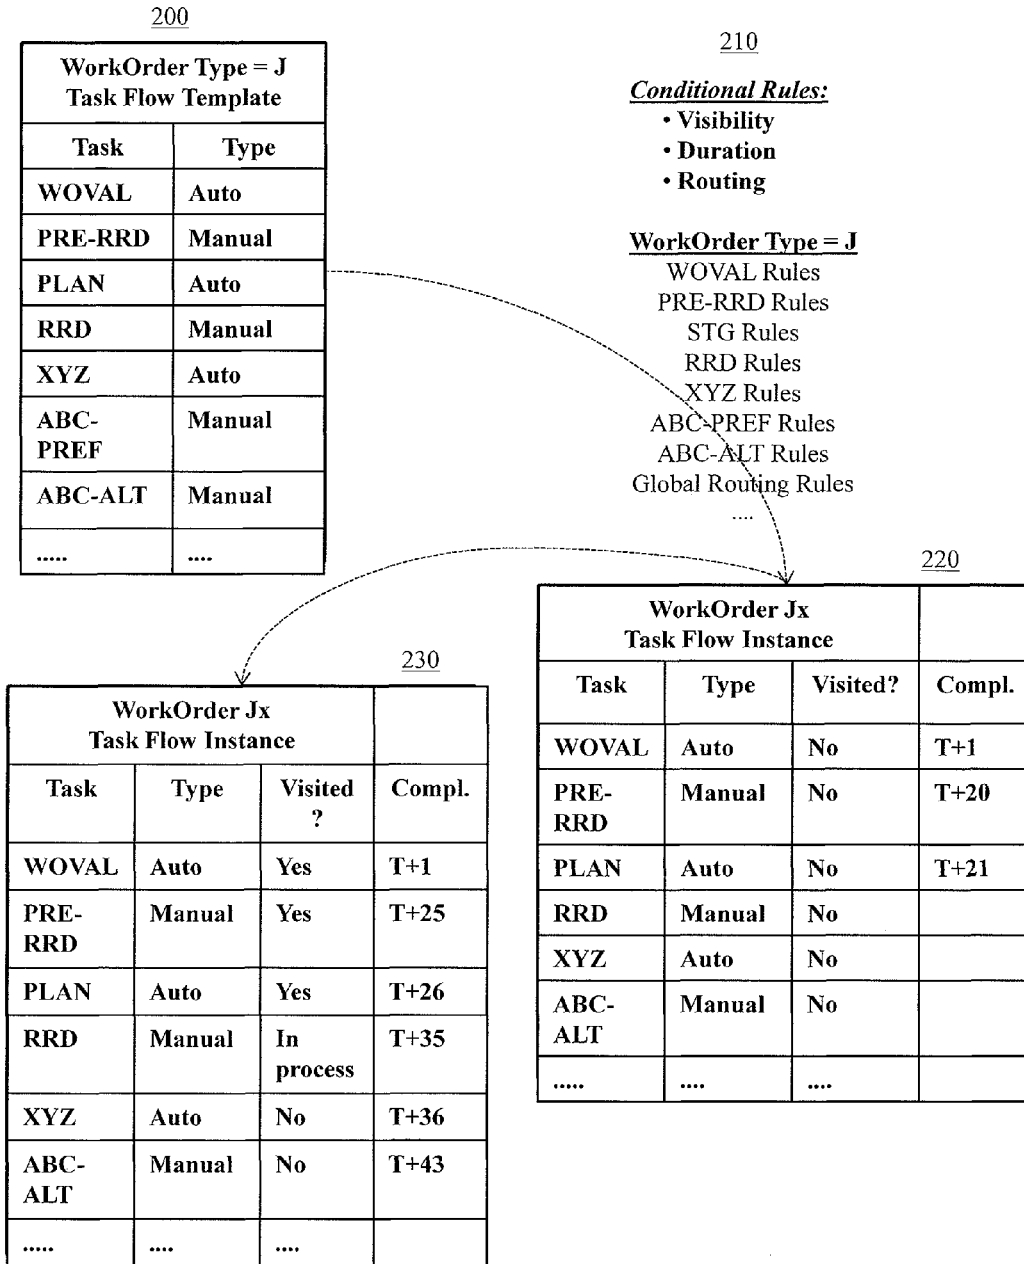 200
WorkOrder Type = J
Task Flow Template
Task Type
WOVAL Auto
PRE-RRD Manual
PLAN Auto
RRD Manual
XYZ Auto
ABC- Manual
PREF
ABC-ALT Manual
..... ....
210
Conditional Rules:
• Visibility
• Duration
• Routing
WorkOrder Type = J
WOVAL Rules
PRE-RRD Rules
STG Rules
RRD Rules
XYZ Rules
ABC-PREF Rules
ABC-ALT Rules
Global Routing Rules
....
220
WorkOrder Jx
Task Flow Instance
Task Type Visited? Compl.
WOVAL Auto No T+1
PRE- Manual No T+20
RRD
PLAN Auto No T+21
RRD Manual No
XYZ Auto No
ABC- Manual No
ALT
..... .... ....
230
WorkOrder Jx
Task Flow Instance
Task Type Visited Compl.
?
WOVAL Auto Yes T+1
PRE- Manual Yes T+25
RRD
PLAN Auto Yes T+26
RRD Manual In T+35
process
XYZ Auto No T+36
ABC- Manual No T+43
ALT
..... .... ....